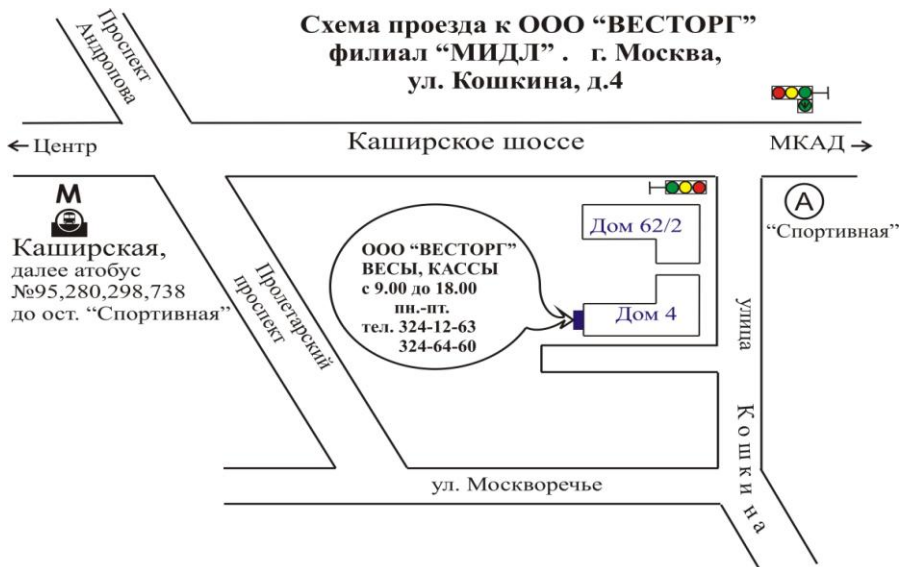 Схема проезда к ООО “ВЕСТОРГ”
филиал “МИДЛ” . г. Москва,
ул. Кошкина, д.4
Проспект
Андропова
← Центр
Каширское шоссе
МКАД →
М
Каширская,
далее атобус
№95,280,298,738
до ост. “Спортивная”
Пролетарский
проспект
ООО “ВЕСТОРГ”
ВЕСЫ, КАССЫ
с 9.00 до 18.00
пн.-пт.
тел. 324-12-63
324-64-60
Дом 62/2
Дом 4
А
“Спортивная”
улица Кошкина
ул. Москворечье